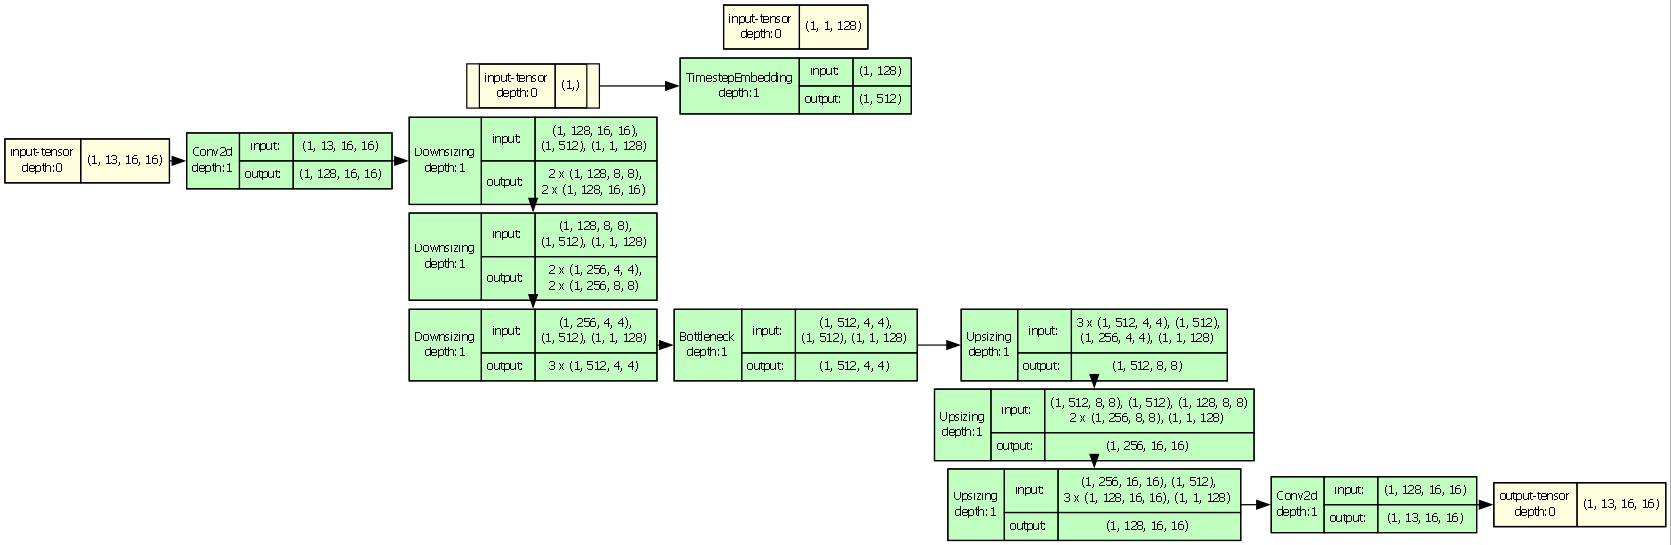 input-tensor
depth:0
(1, 1, 128)
input-tensor
depth:0
(1,)
TimestepEmbedding
depth:1
input:
(1, 128)
output:
(1, 512)
input-tensor
depth:0
(1, 13, 16, 16)
Conv2d
depth:1
input:
(1, 13, 16, 16)
output:
(1, 128, 16, 16)
Downsizing
depth:1
input:
(1, 128, 16, 16),
(1, 512), (1, 1, 128)
output:
2 x (1, 128, 8, 8),
2 x (1, 128, 16, 16)
Downsizing
depth:1
input:
(1, 128, 8, 8),
(1, 512), (1, 1, 128)
output:
2 x (1, 256, 4, 4),
2 x (1, 256, 8, 8)
Downsizing
depth:1
input:
(1, 256, 4, 4),
(1, 512), (1, 1, 128)
output:
3 x (1, 512, 4, 4)
Bottleneck
depth:1
input:
(1, 512, 4, 4),
(1, 512), (1, 1, 128)
output:
(1, 512, 4, 4)
Upsizing
depth:1
input:
3 x (1, 512, 4, 4), (1, 512),
(1, 256, 4, 4), (1, 1, 128)
output:
(1, 512, 8, 8)
Upsizing
depth:1
input:
(1, 512, 8, 8), (1, 512), (1, 128, 8, 8)
2 x (1, 256, 8, 8), (1, 1, 128)
output:
(1, 256, 16, 16)
Upsizing
depth:1
input:
(1, 256, 16, 16), (1, 512),
3 x (1, 128, 16, 16), (1, 1, 128)
output:
(1, 128, 16, 16)
Conv2d
depth:1
input:
(1, 128, 16, 16)
output:
(1, 13, 16, 16)
output-tensor
depth:0
(1, 13, 16, 16)